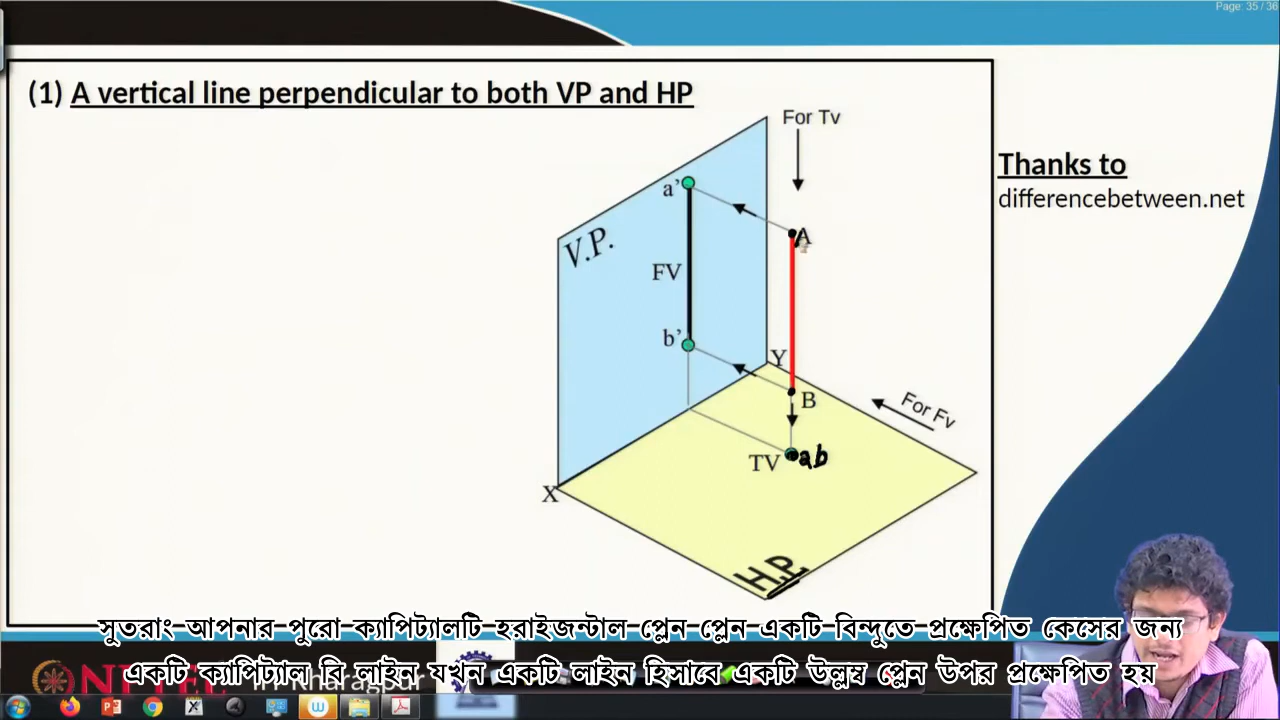 Page: 35 / 36
(1) A vertical line perpendicular to both VP and HP
For Tv
Thanks to
differencebetween.net
a’
A
V.P.
FV
b’
Y
B
For Fv
TV
ab
X
H.P.
সুতরাং আপনার পুরো ক্যাপিট্যালটি হরাইজন্টাল প্লেন প্লেন একটি বিন্দুতে প্রক্ষেপিত কেসের জন্য
একটি ক্যাপিট্যাল রি লাইন যখন একটি লাইন হিসাবে একটি উল্লম্ব প্লেন উপর প্রক্ষেপিত হয়